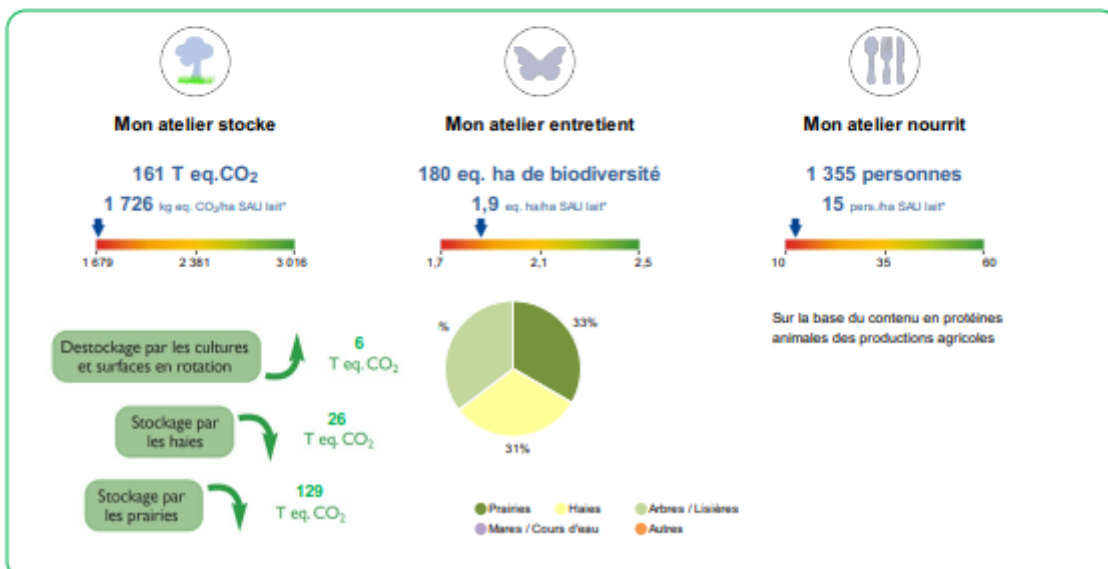 Mon atelier stocke
161 T eq.CO₂
1 726 kg eq. CO₂/ha SAU lait*
1 679
2 381
3 016
Destockage par les cultures
et surfaces en rotation
6
T eq. CO₂
Stockage par
les haies
26
T eq. CO₂
Stockage par
les prairies
129
T eq. CO₂
Mon atelier entretient
180 eq. ha de biodiversité
1,9 eq. ha/ha SAU lait*
1,7
2,1
2,5
%
33%
31%
Prairies
Haies
Arbres / Lisières
Mares / Cours d'eau
Autres
Mon atelier nourrit
1 355 personnes
15 pers./ha SAU lait*
10
35
60
Sur la base du contenu en protéines
animales des productions agricoles